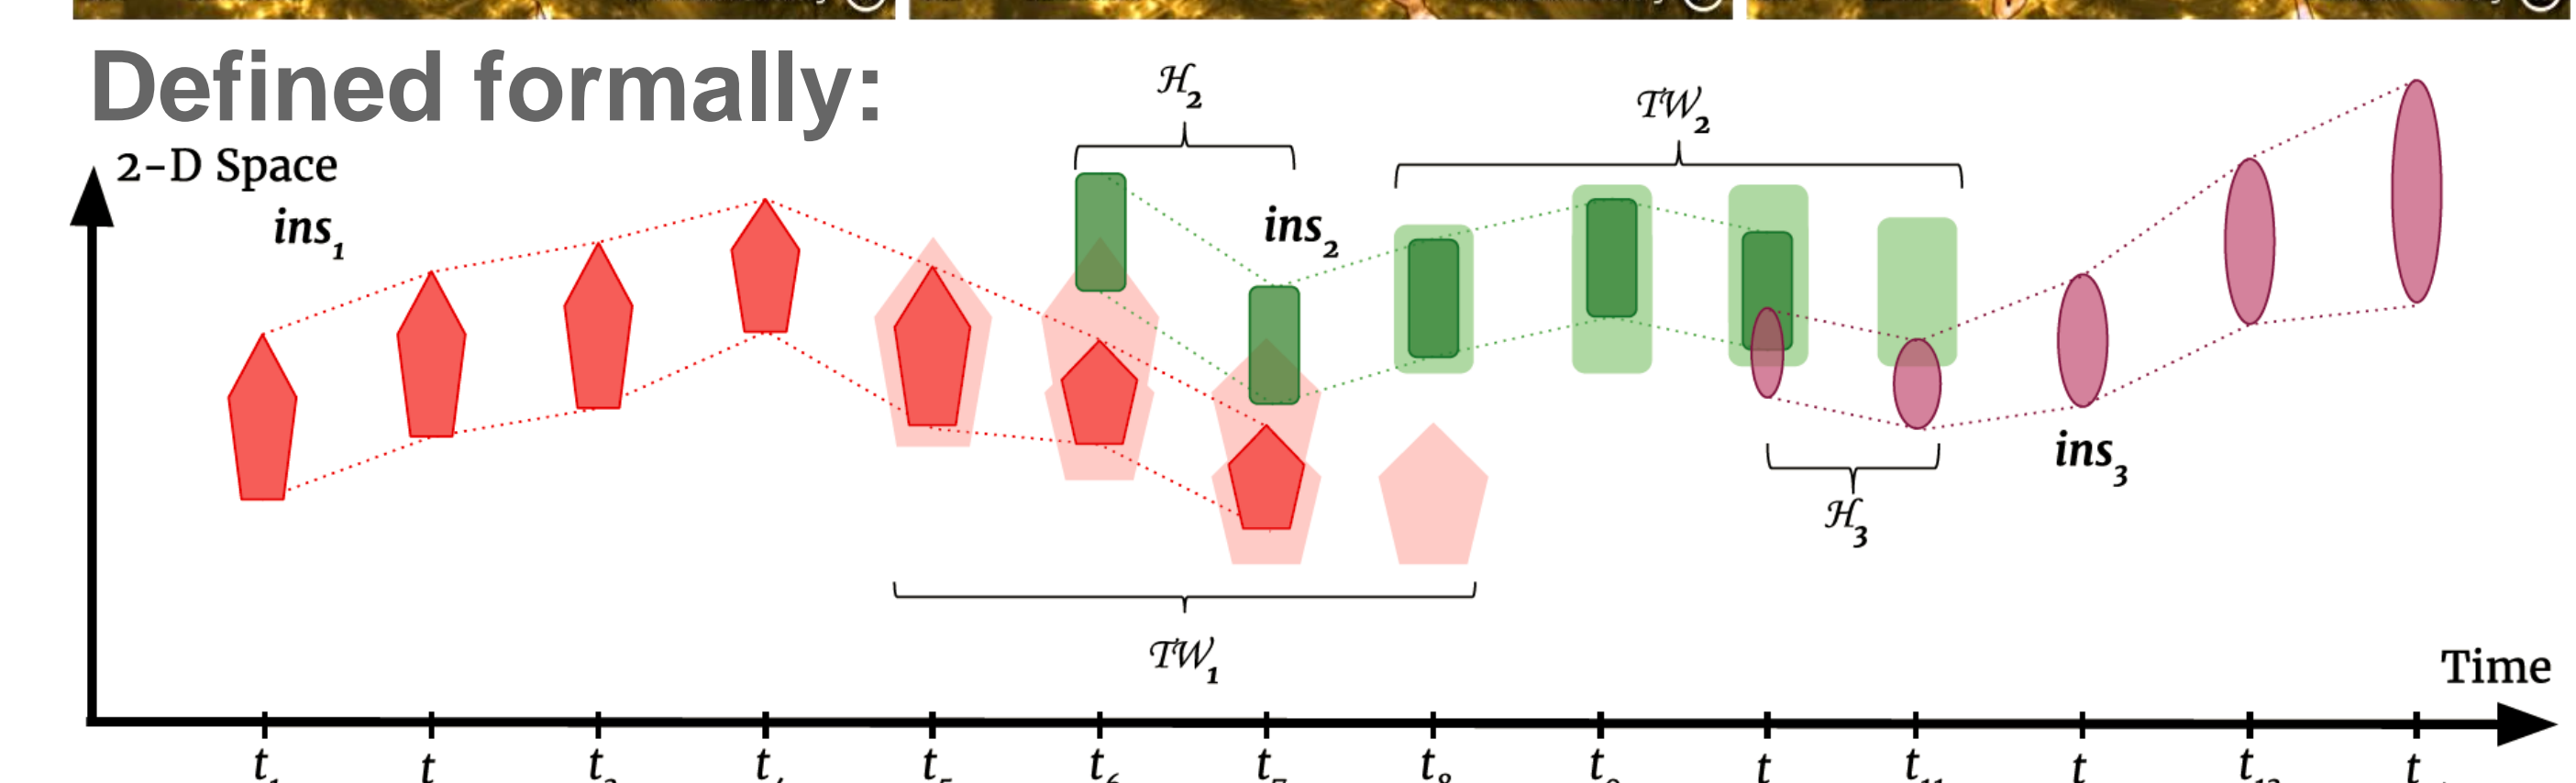 Defined formally:
H2
TW2
2-D Space
ins1
ins2
ins3
H3
TW1
Time
t1 t t3 t4 t5 t6 t7 t8 t9 t t11 t t13 t